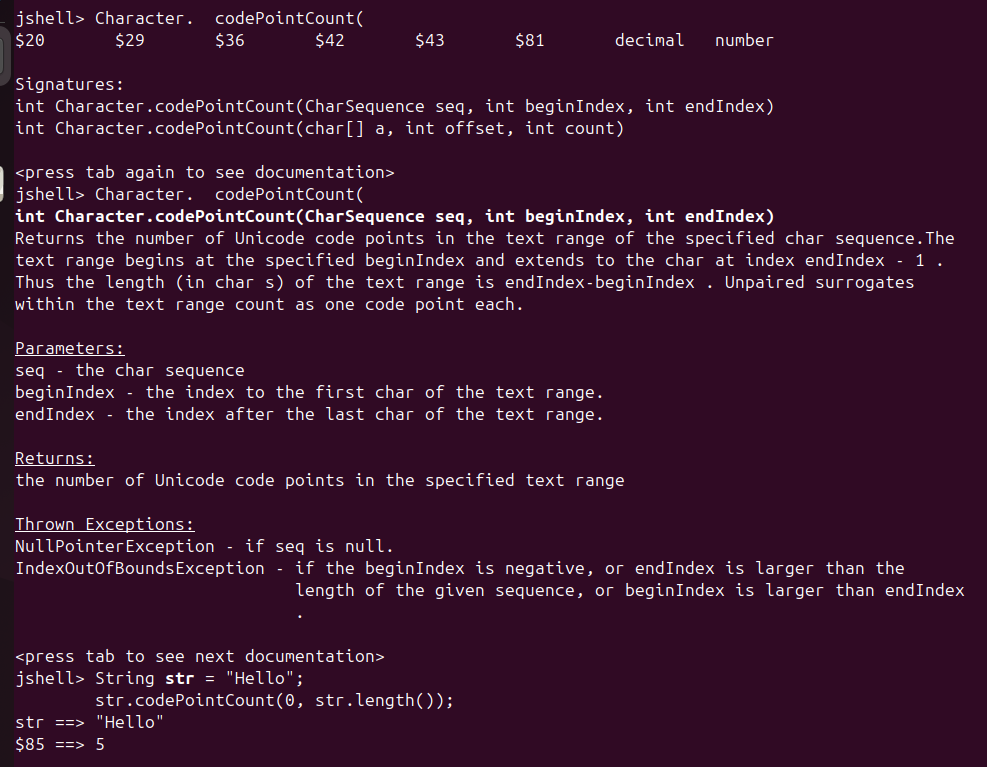 jshell> Character.  codePointCount(
$20       $29       $36       $42       $43       $81       decimal   number
Signatures:
int Character.codePointCount(CharSequence seq, int beginIndex, int endIndex)
int Character.codePointCount(char[] a, int offset, int count)
<press tab again to see documentation>
jshell> Character.  codePointCount(
int Character.codePointCount(CharSequence seq, int beginIndex, int endIndex)
Returns the number of Unicode code points in the text range of the specified char sequence.The
text range begins at the specified beginIndex and extends to the char at index endIndex - 1 .
Thus the length (in char s) of the text range is endIndex-beginIndex . Unpaired surrogates
within the text range count as one code point each.
Parameters:
seq - the char sequence
beginIndex - the index to the first char of the text range.
endIndex - the index after the last char of the text range.
Returns:
the number of Unicode code points in the specified text range
Thrown Exceptions:
NullPointerException - if seq is null.
IndexOutOfBoundsException - if the beginIndex is negative, or endIndex is larger than the
                            length of the given sequence, or beginIndex is larger than endIndex
                            .
<press tab to see next documentation>
jshell> String str = "Hello";
        str.codePointCount(0, str.length());
str ==> "Hello"
$85 ==> 5